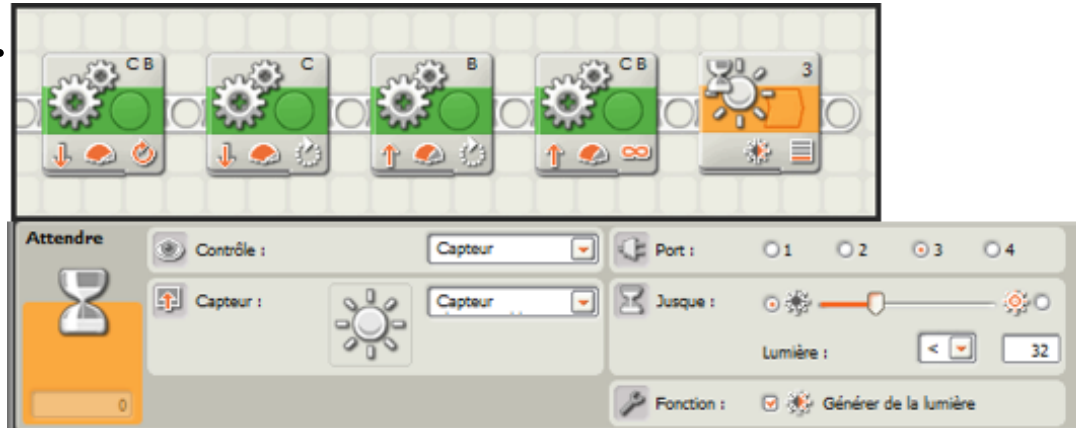 C B
C
B
C B
3
Attendre
0
Contrôle :
Capteur
Capteur :
Capteur
Port :
1 2 3 4
Jusque :
Lumière :
< 32
Fonction :
Générer de la lumière